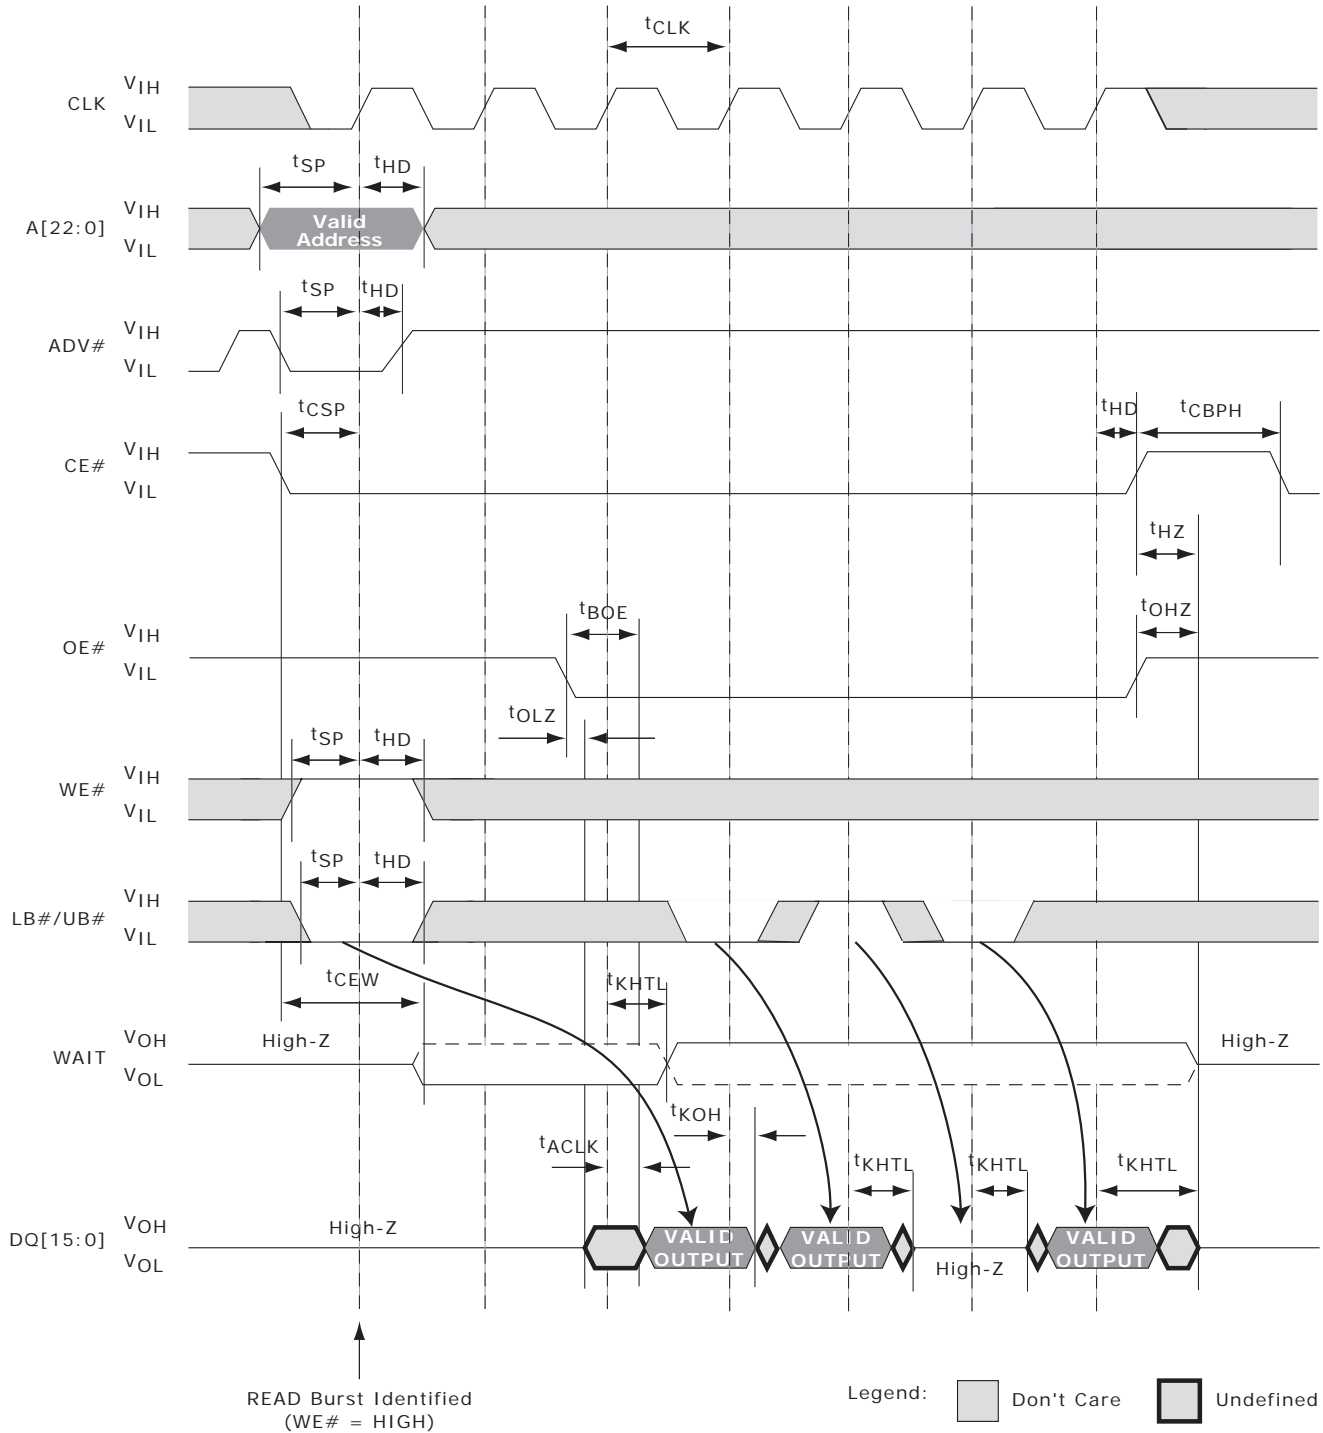 tCLK
CLK VIH
VIL
tSP tHD
A[22:0] VIH
VIL
Valid
Address
tSP tHD
ADV# VIH
VIL
tCSP tHD tCBPH
CE# VIH
VIL
tHZ
tBOE tOHZ
OE# VIH
VIL
tOLZ
tSP tHD
WE# VIH
VIL
tSP tHD
LB#/UB# VIH
VIL
tCEW tKHTL
WAIT VOH
VOL
High-Z High-Z
tKOH
tACLK tKHTL tKHTL tKHTL
DQ[15:0] VOH
VOL
High-Z
VALID
OUTPUT
VALID
OUTPUT
High-Z
VALID
OUTPUT
READ Burst Identified
(WE# = HIGH)
Legend: Don't Care Undefined